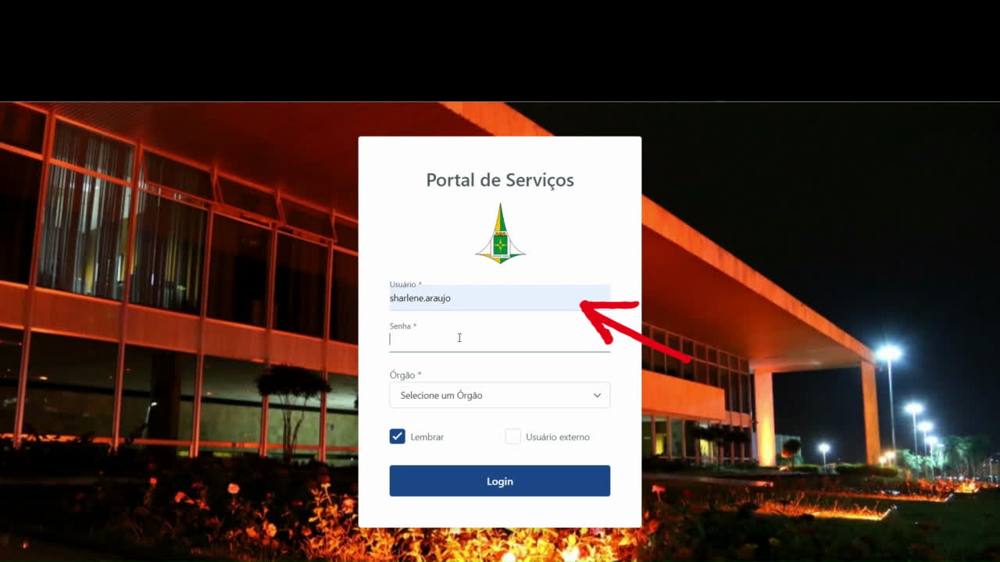 Portal de Serviços
Usuário *
sharlene.araujo
Senha *
Órgão *
Selecione um Órgão
Lembrar
Usuário externo
Login